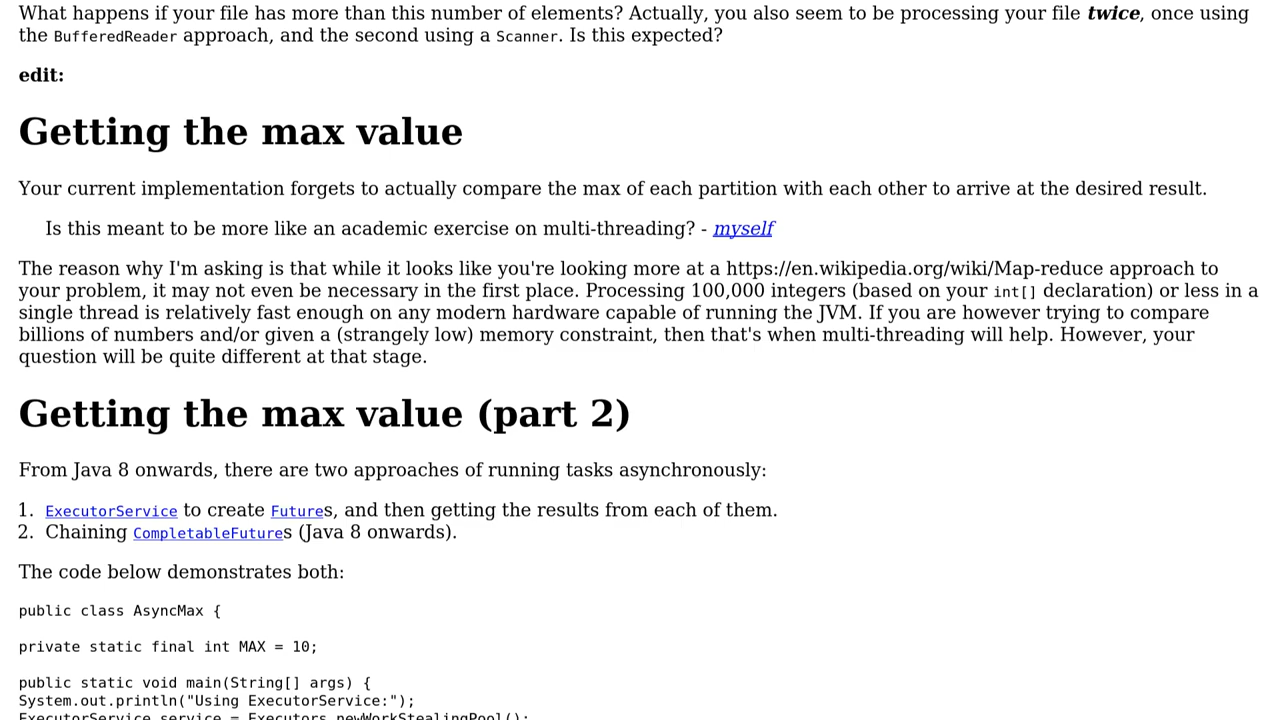 What happens if your file has more than this number of elements? Actually, you also seem to be processing your file twice, once using
the BufferedReader approach, and the second using a Scanner. Is this expected?
edit:
Getting the max value
Your current implementation forgets to actually compare the max of each partition with each other to arrive at the desired result.
Is this meant to be more like an academic exercise on multi-threading? - myself
The reason why I'm asking is that while it looks like you're looking more at a https://en.wikipedia.org/wiki/Map-reduce approach to
your problem, it may not even be necessary in the first place. Processing 100,000 integers (based on your int[] declaration) or less in a
single thread is relatively fast enough on any modern hardware capable of running the JVM. If you are however trying to compare
billions of numbers and/or given a (strangely low) memory constraint, then that's when multi-threading will help. However, your
question will be quite different at that stage.
Getting the max value (part 2)
From Java 8 onwards, there are two approaches of running tasks asynchronously:
1. ExecutorService to create Futures, and then getting the results from each of them.
2. Chaining CompletableFutures (Java 8 onwards).
The code below demonstrates both:
public class AsyncMax {
private static final int MAX = 10;
public static void main(String[] args) {
System.out.println("Using ExecutorService:");
ExecutorService service = Executors.newWorkStealingPool();